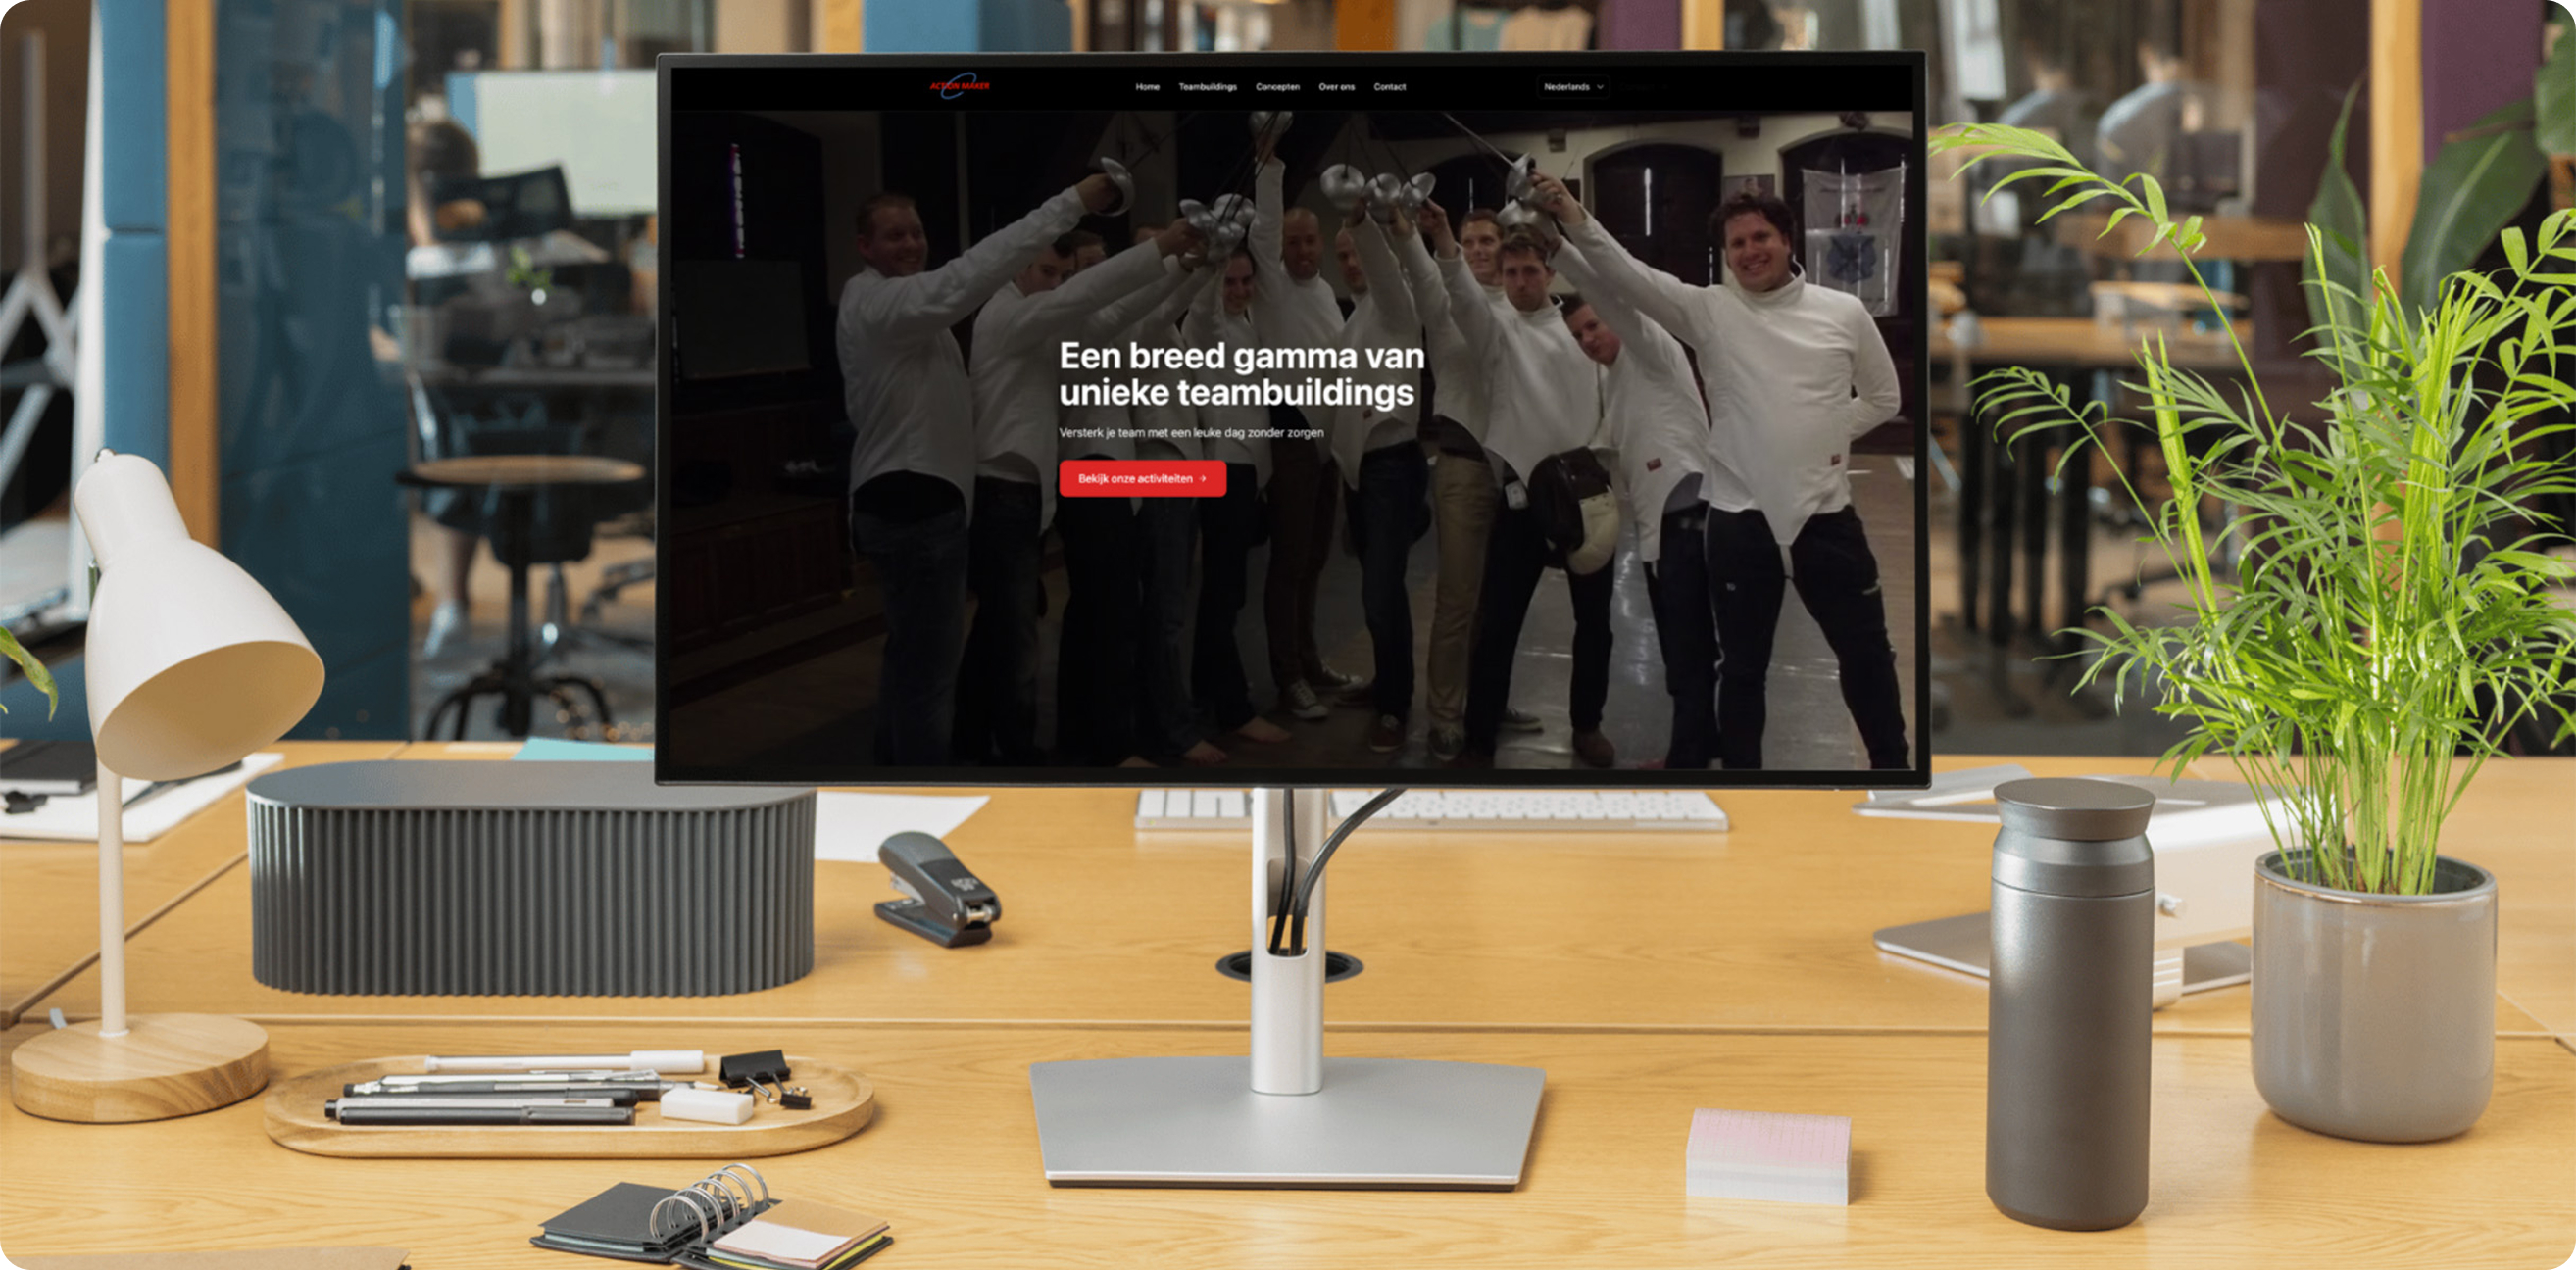 ACTION MAKER
Home Teambuildings Concepten Over ons Contact
Nederlands
Een breed gamma van
unieke teambuildings
Versterk je team met een leuke dag zonder zorgen
Bekijk onze activiteiten →